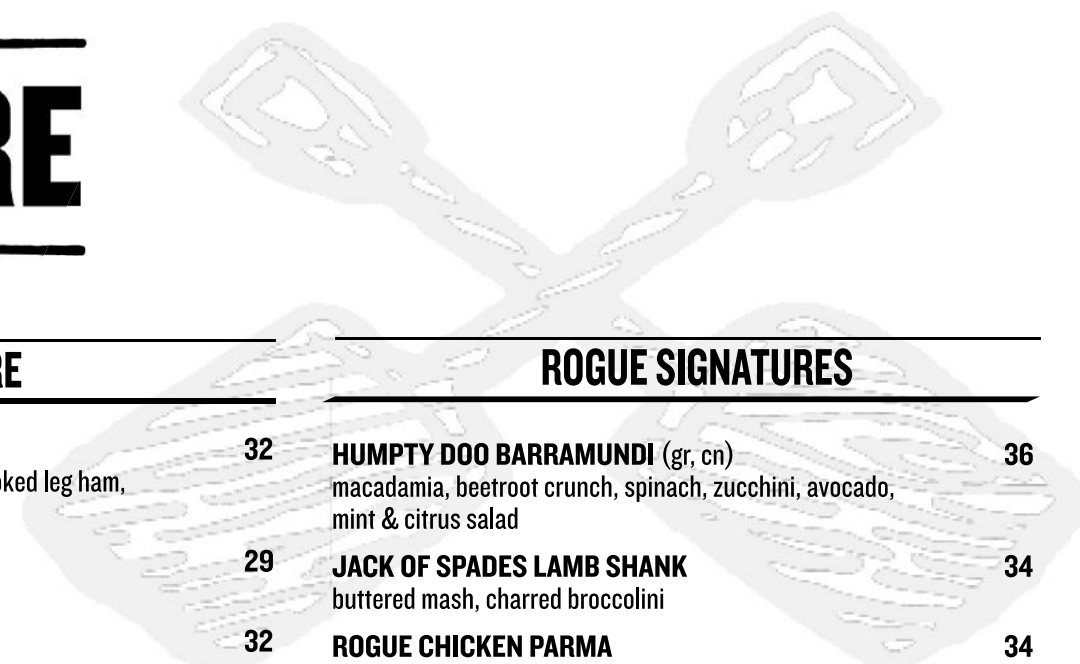 RE
RE
32
oked leg ham,
29
32
ROGUE SIGNATURES
HUMPTY DOO BARRAMUNDI (gr, cn) 36
macadamia, beetroot crunch, spinach, zucchini, avocado,
mint & citrus salad
JACK OF SPADES LAMB SHANK 34
buttered mash, charred broccolini
ROGUE CHICKEN PARMA 34